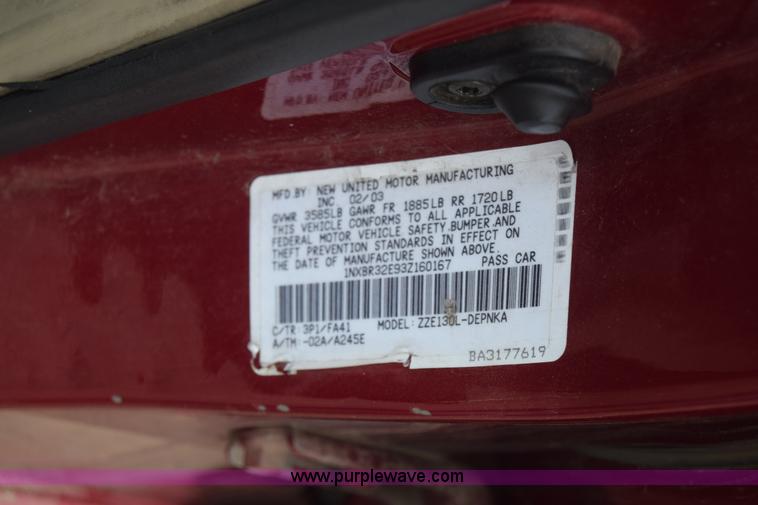 MFD.BY: NEW UNITED MOTOR MANUFACTURING
INC. 02/03
GVWR 3585LB GAWR FR 1885LB RR 1720LB
THIS VEHICLE CONFORMS TO ALL APPLICABLE
FEDERAL MOTOR VEHICLE SAFETY.BUMPER.AND
THEFT PREVENTION STANDARDS IN EFFECT ON
THE DATE OF MANUFACTURE SHOWN ABOVE.
1NXBR32E93Z160167 PASS CAR
C/TR: 3P1/FA41 MODEL: ZZE130L-DEPNKA
A/TM: -02A/A245E
BA3177619
www.purplewave.com